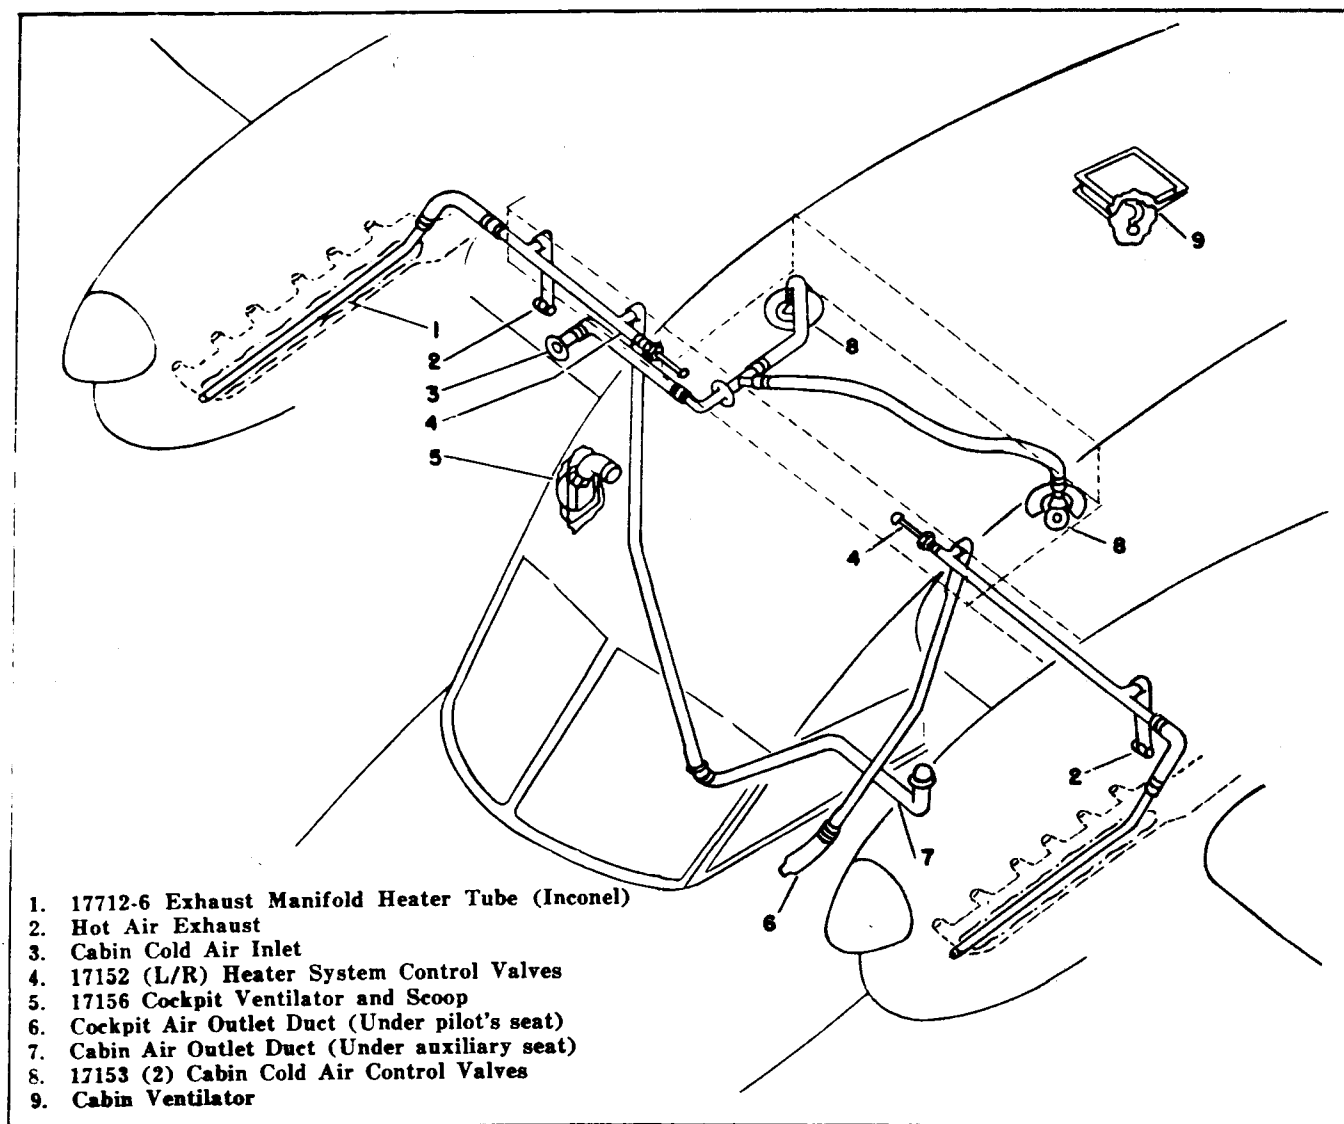 1
2
3
4
5
8
9
4
8
2
7
6
1. 17712-6 Exhaust Manifold Heater Tube (Inconel)
2. Hot Air Exhaust
3. Cabin Cold Air Inlet
4. 17152 (L/R) Heater System Control Valves
5. 17156 Cockpit Ventilator and Scoop
6. Cockpit Air Outlet Duct (Under pilot's seat)
7. Cabin Air Outlet Duct (Under auxiliary seat)
8. 17153 (2) Cabin Cold Air Control Valves
9. Cabin Ventilator